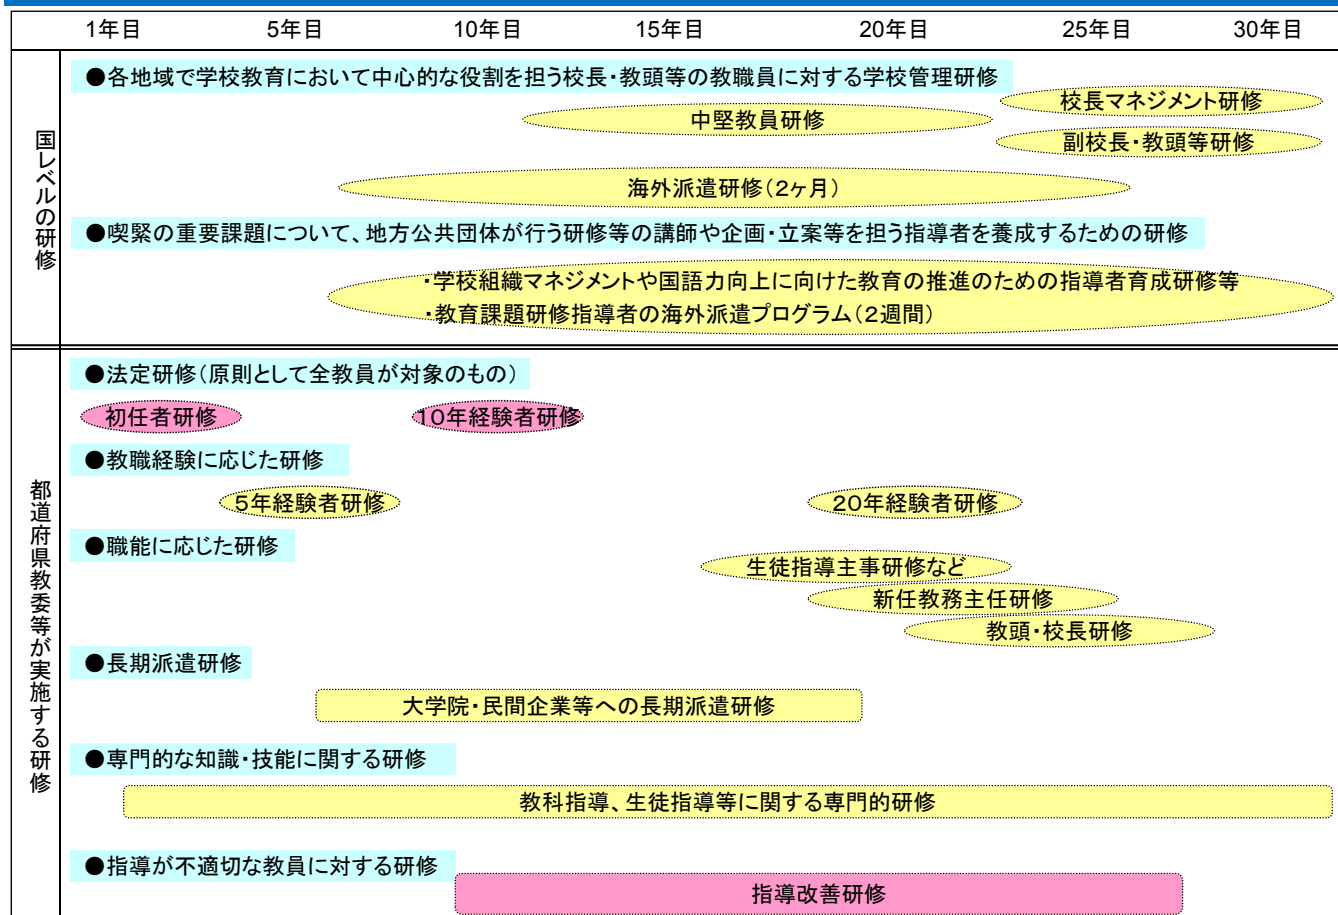 1年目 5年目 10年目 15年目 20年目 25年目 30年目
国レベルの研修
●各地域で学校教育において中心的な役割を担う校長・教頭等の教職員に対する学校管理研修
校長マネジメント研修
中堅教員研修
副校長・教頭等研修
海外派遣研修（２ヶ月）
●喫緊の重要課題について、地方公共団体が行う研修等の講師や企画・立案等を担う指導者を養成するための研修
・学校組織マネジメントや国語力向上に向けた教育の推進のための指導者育成研修等
・教育課題研修指導者の海外派遣プログラム（２週間）
都道府県教委等が実施する研修
●法定研修（原則として全教員が対象のもの）
初任者研修 10年経験者研修
●教職経験に応じた研修
５年経験者研修 ２０年経験者研修
●職能に応じた研修
生徒指導主事研修など
新任教務主任研修
教頭・校長研修
●長期派遣研修
大学院・民間企業等への長期派遣研修
●専門的な知識・技能に関する研修
教科指導、生徒指導等に関する専門的研修
●指導が不適切な教員に対する研修
指導改善研修